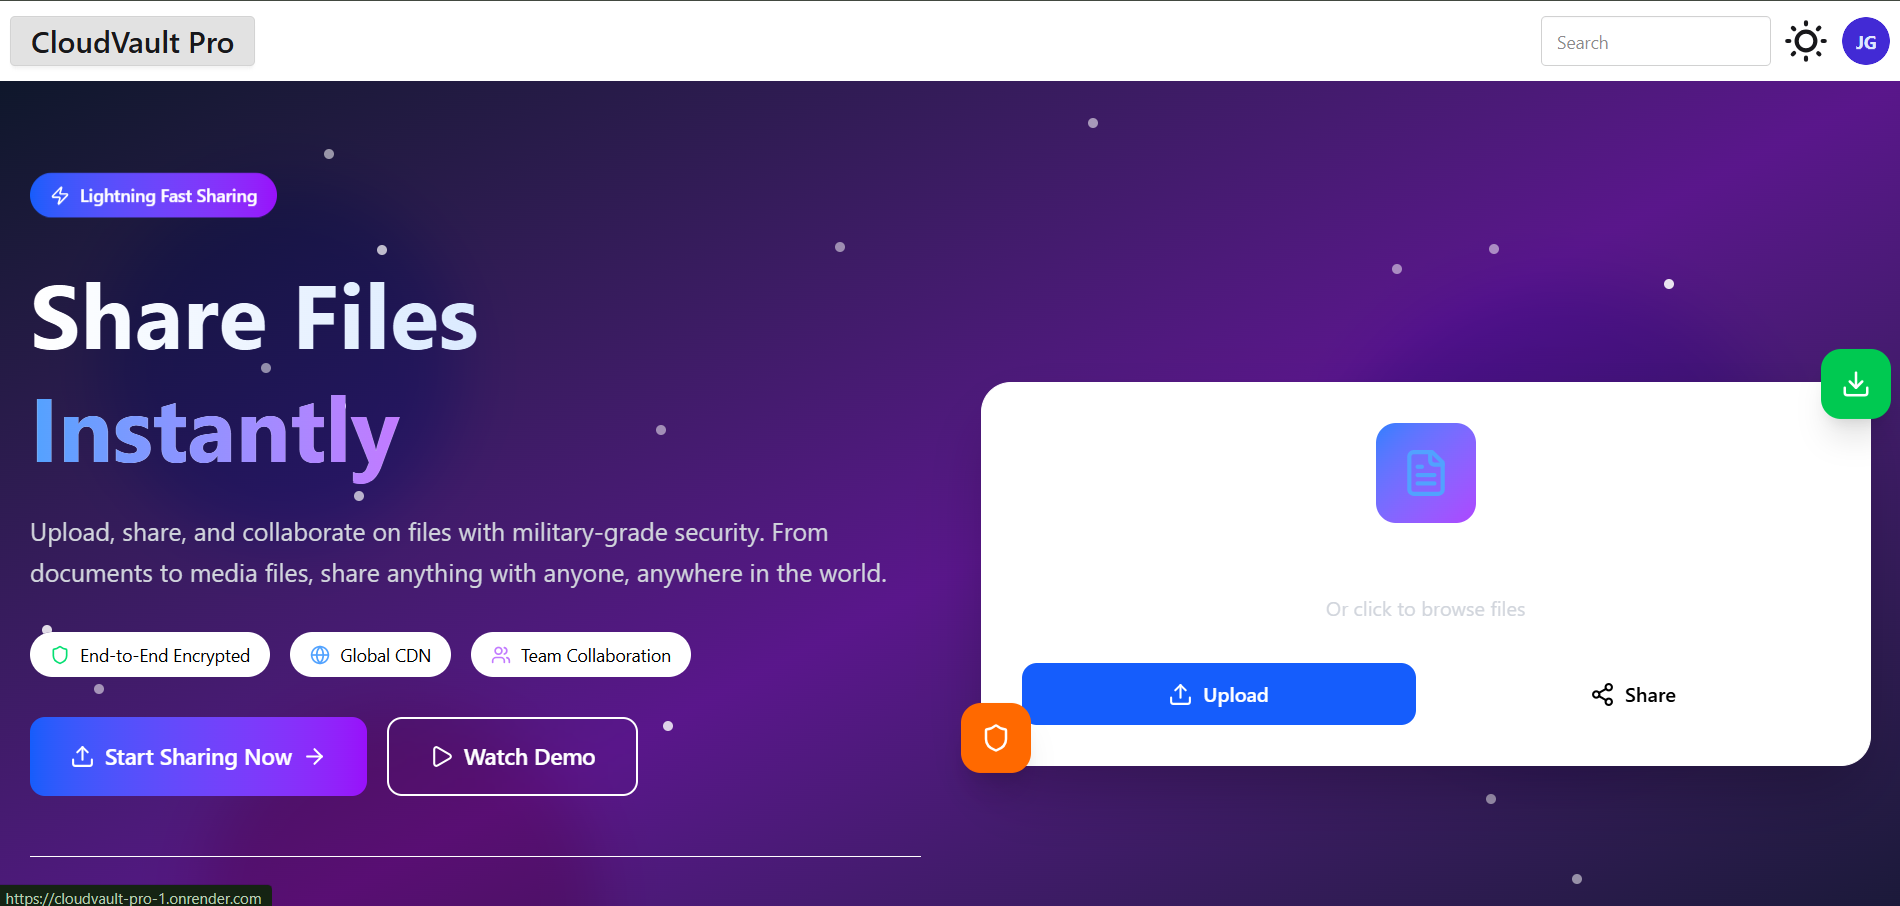 CloudVault Pro
Search
JG
Lightning Fast Sharing
Share Files
Instantly
Upload, share, and collaborate on files with military-grade security. From
documents to media files, share anything with anyone, anywhere in the world.
End-to-End Encrypted
Global CDN
Team Collaboration
Start Sharing Now
Watch Demo
Or click to browse files
Upload
Share
https://cloudvault-pro-1.onrender.com